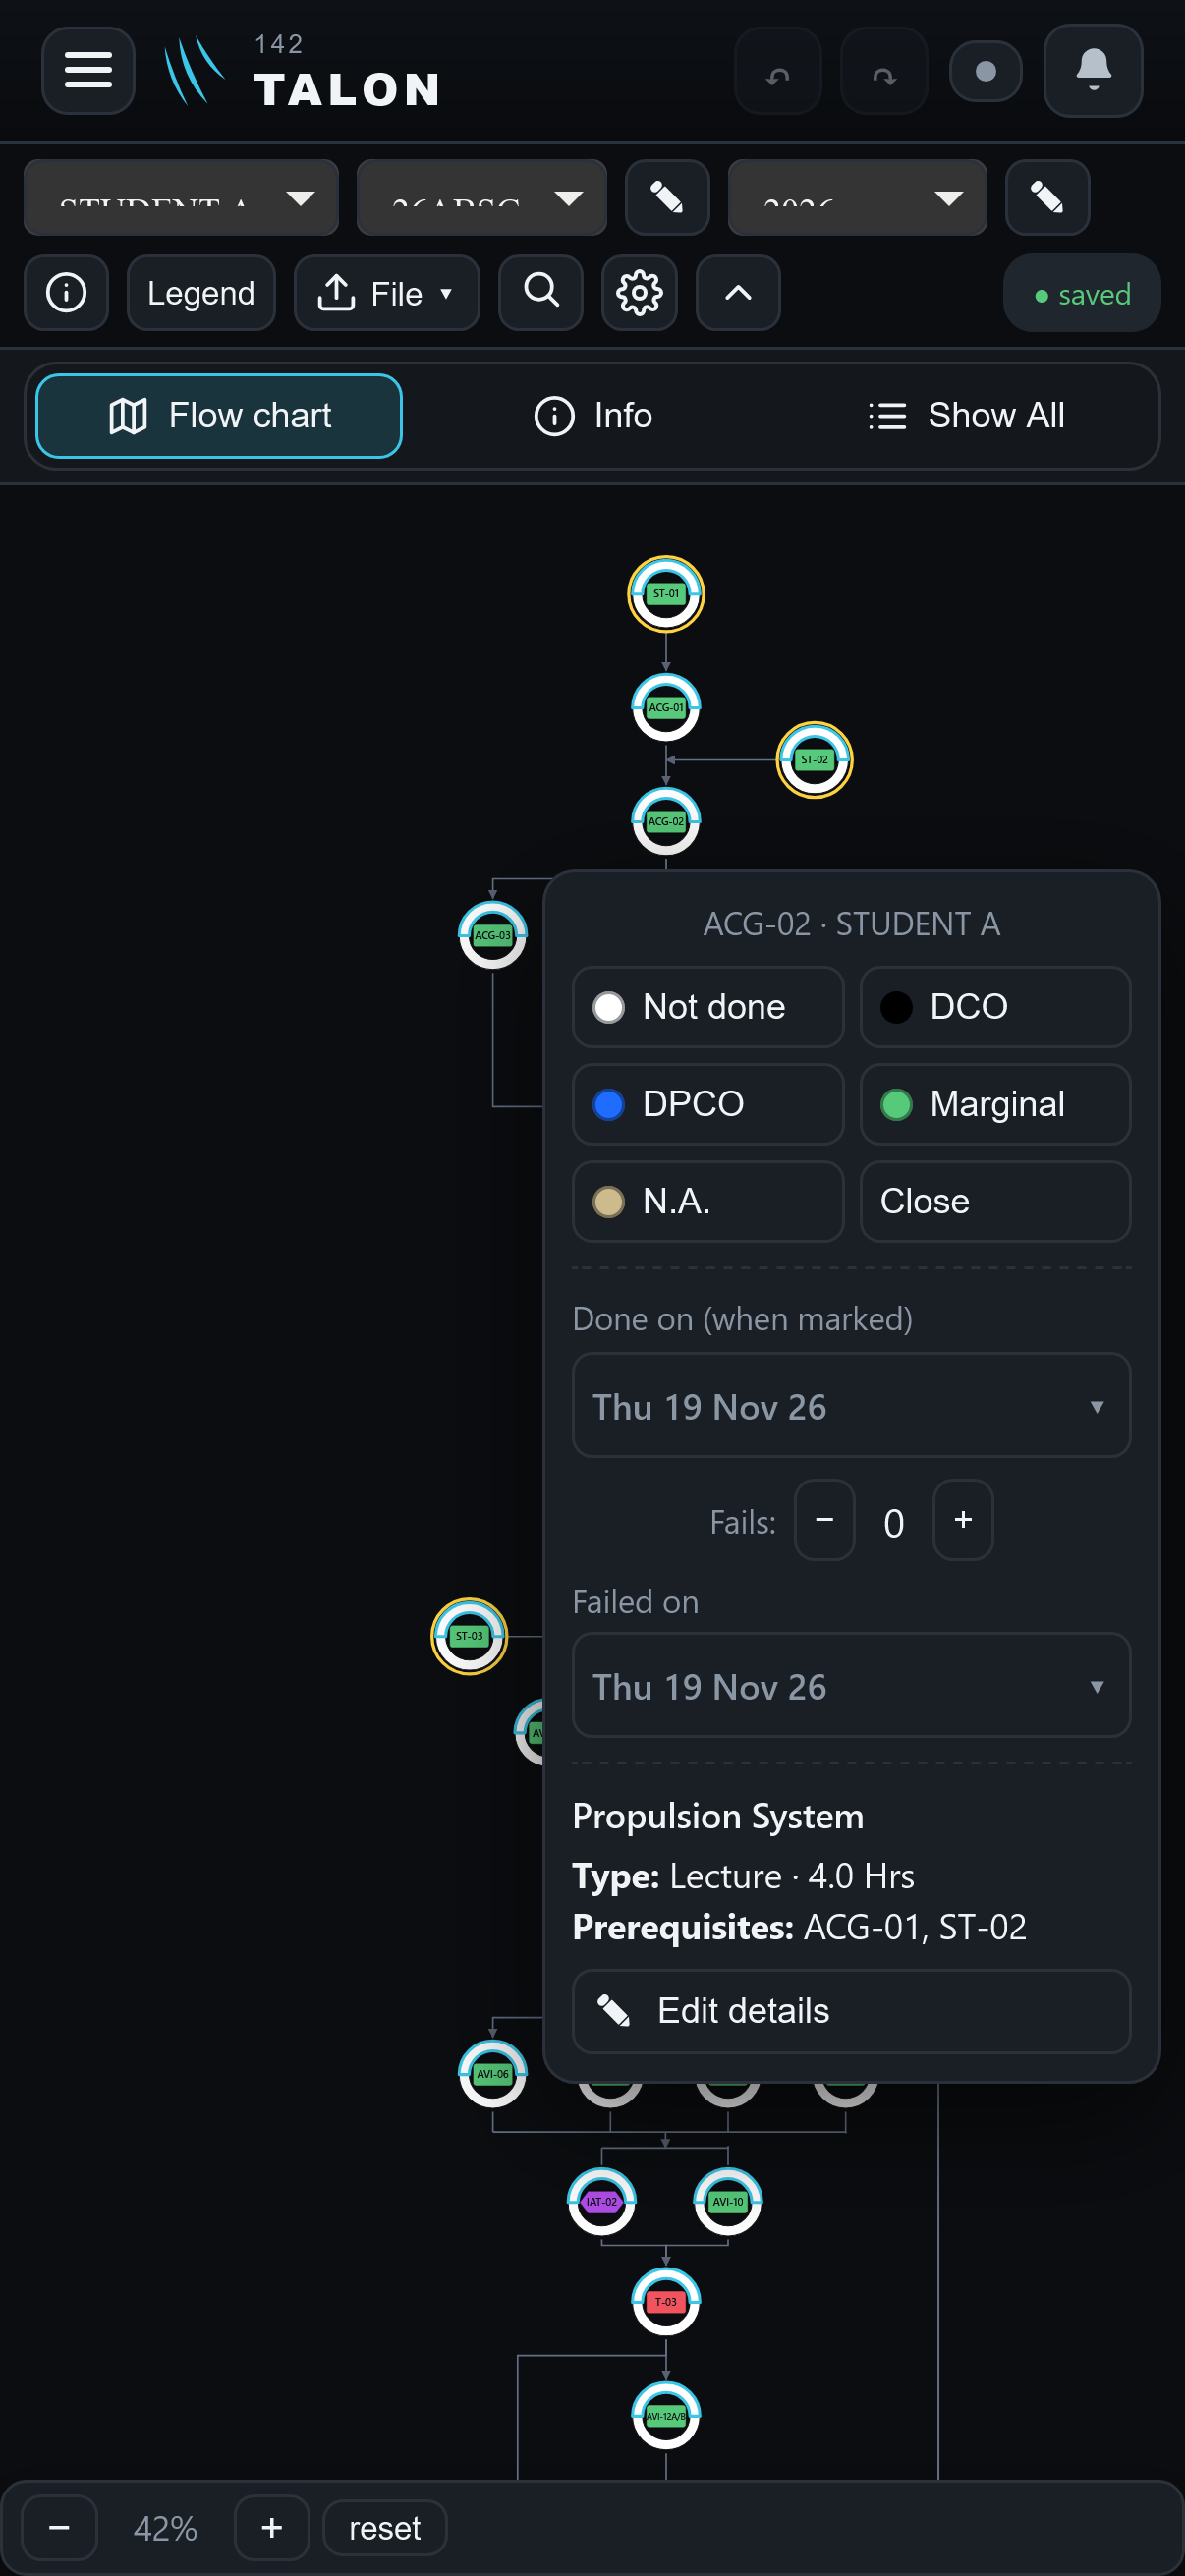 142
TALON
Legend
File
saved
Flow chart
Info
Show All
ST-01
ACG-01
ST-02
ACG-02
ACG-03
ACG-02 · STUDENT A
Not done
DCO
DPCO
Marginal
N.A.
Close
Done on (when marked)
Thu 19 Nov 26
Fails:
0
Failed on
Thu 19 Nov 26
ST-03
Propulsion System
Type: Lecture · 4.0 Hrs
Prerequisites: ACG-01, ST-02
Edit details
AVI-06
IAT-02
AVI-10
T-03
AVI-12A/B
− 42% + reset